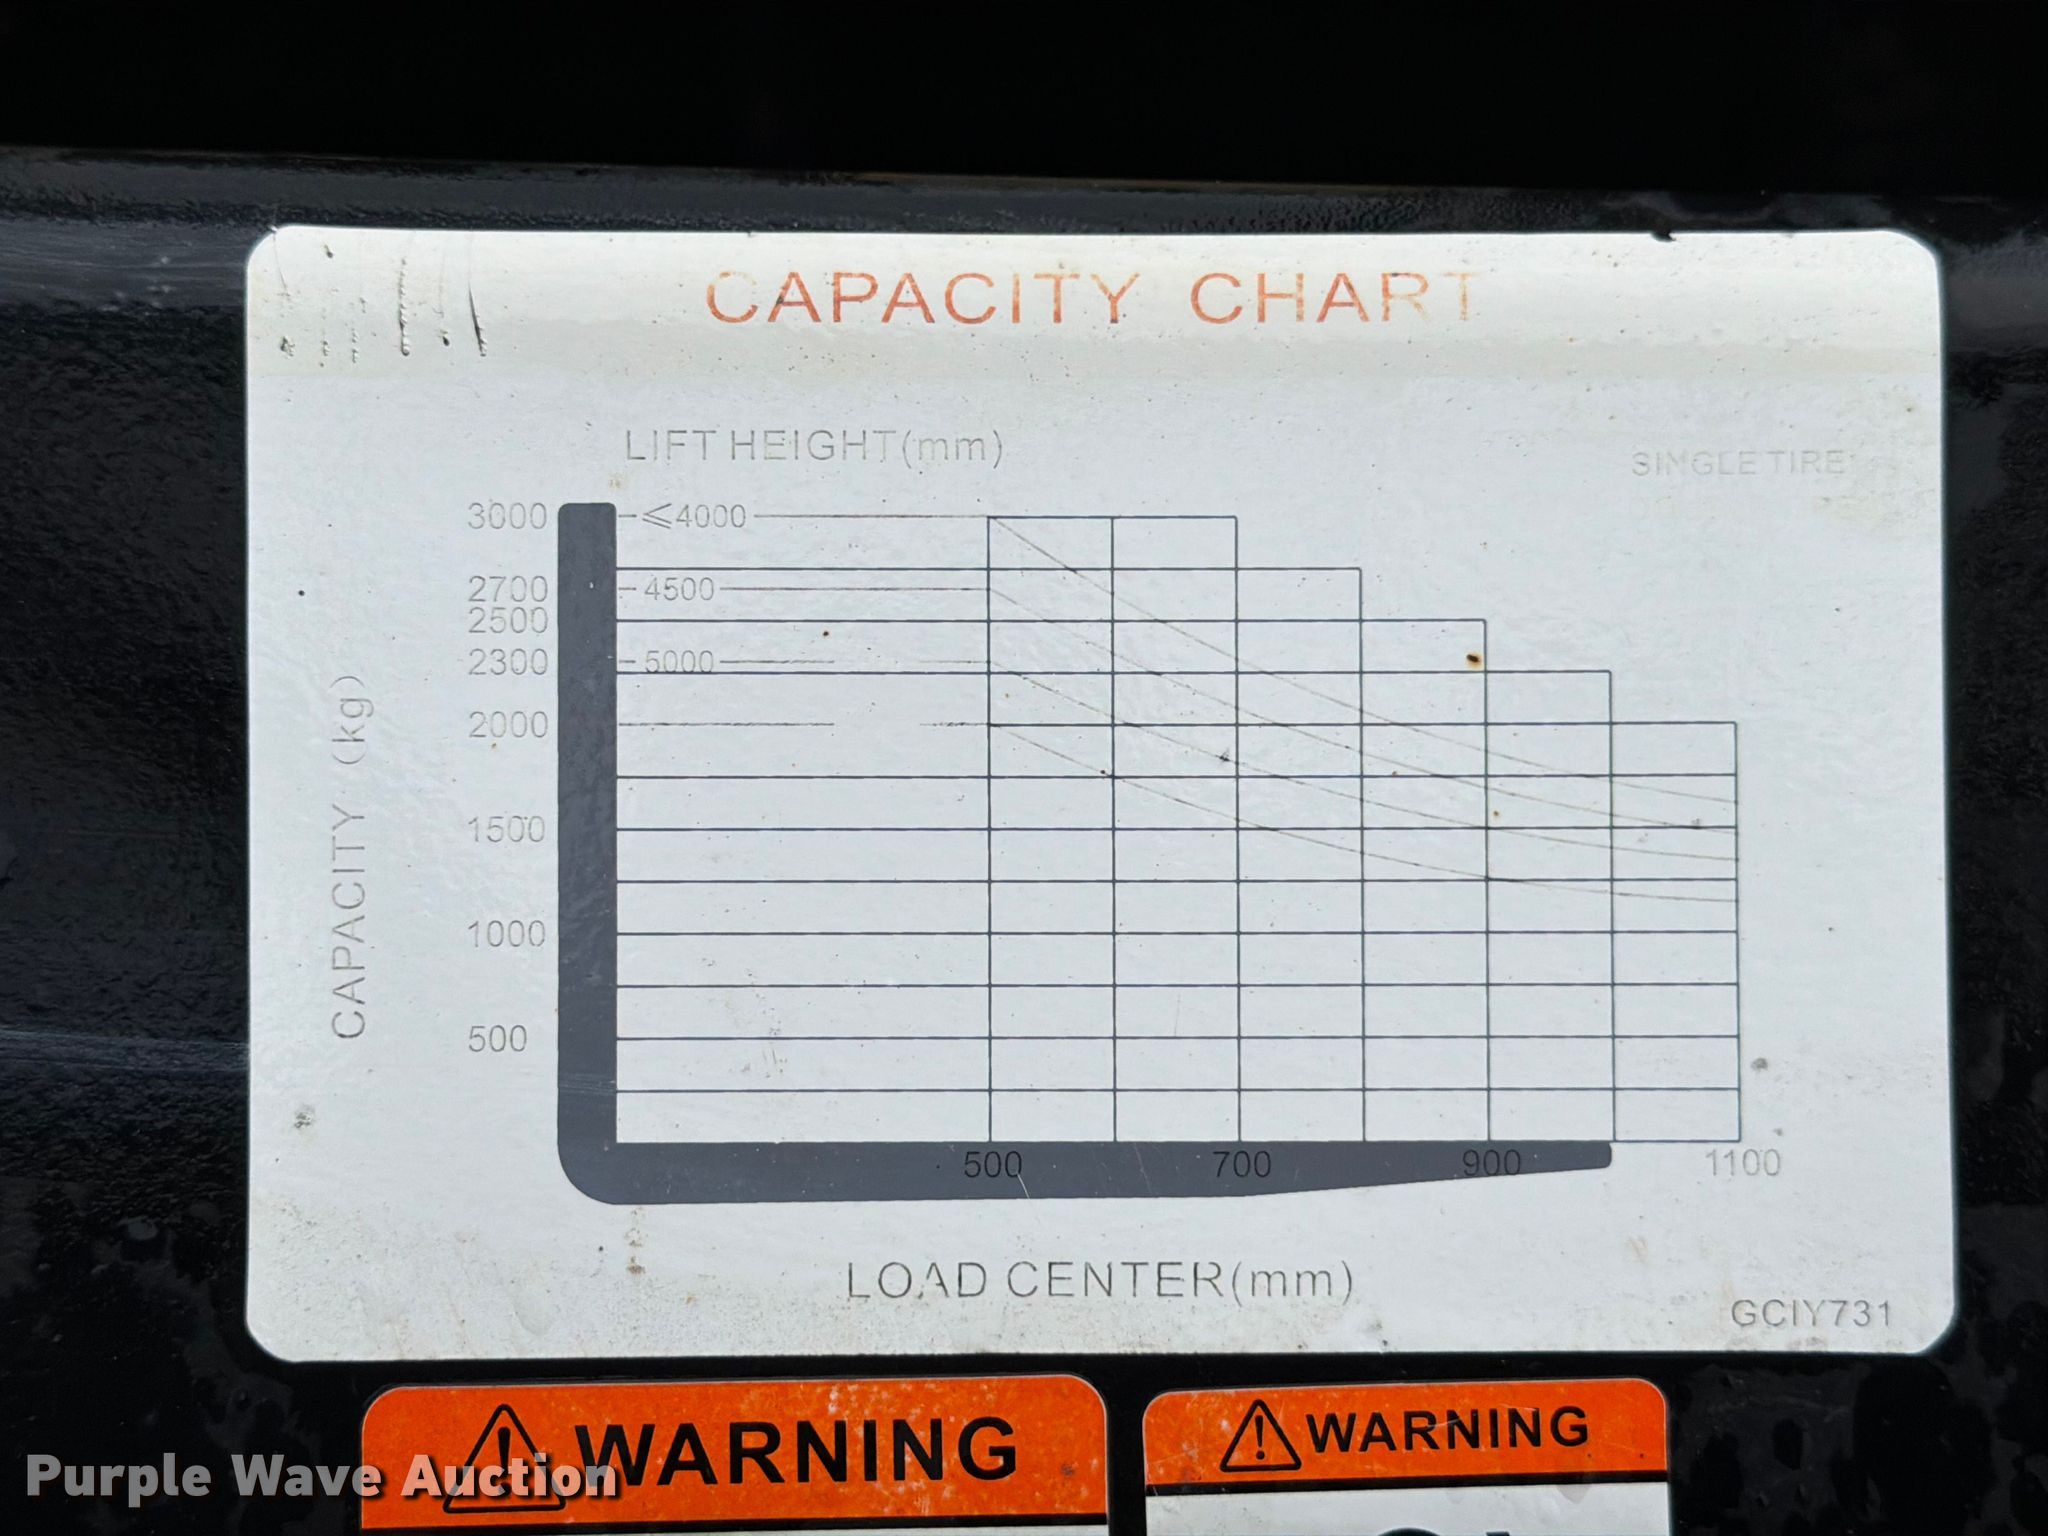 CAPACITY CHART
LIFT HEIGHT(mm)
SINGLE TIRE
3000 ≤4000
2700 4500
2500
2300 5000
2000
1500
1000
500
CAPACITY (kg)
500 700 900 1100
LOAD CENTER(mm)
GCIY731
WARNING
WARNING
Purple Wave Auction